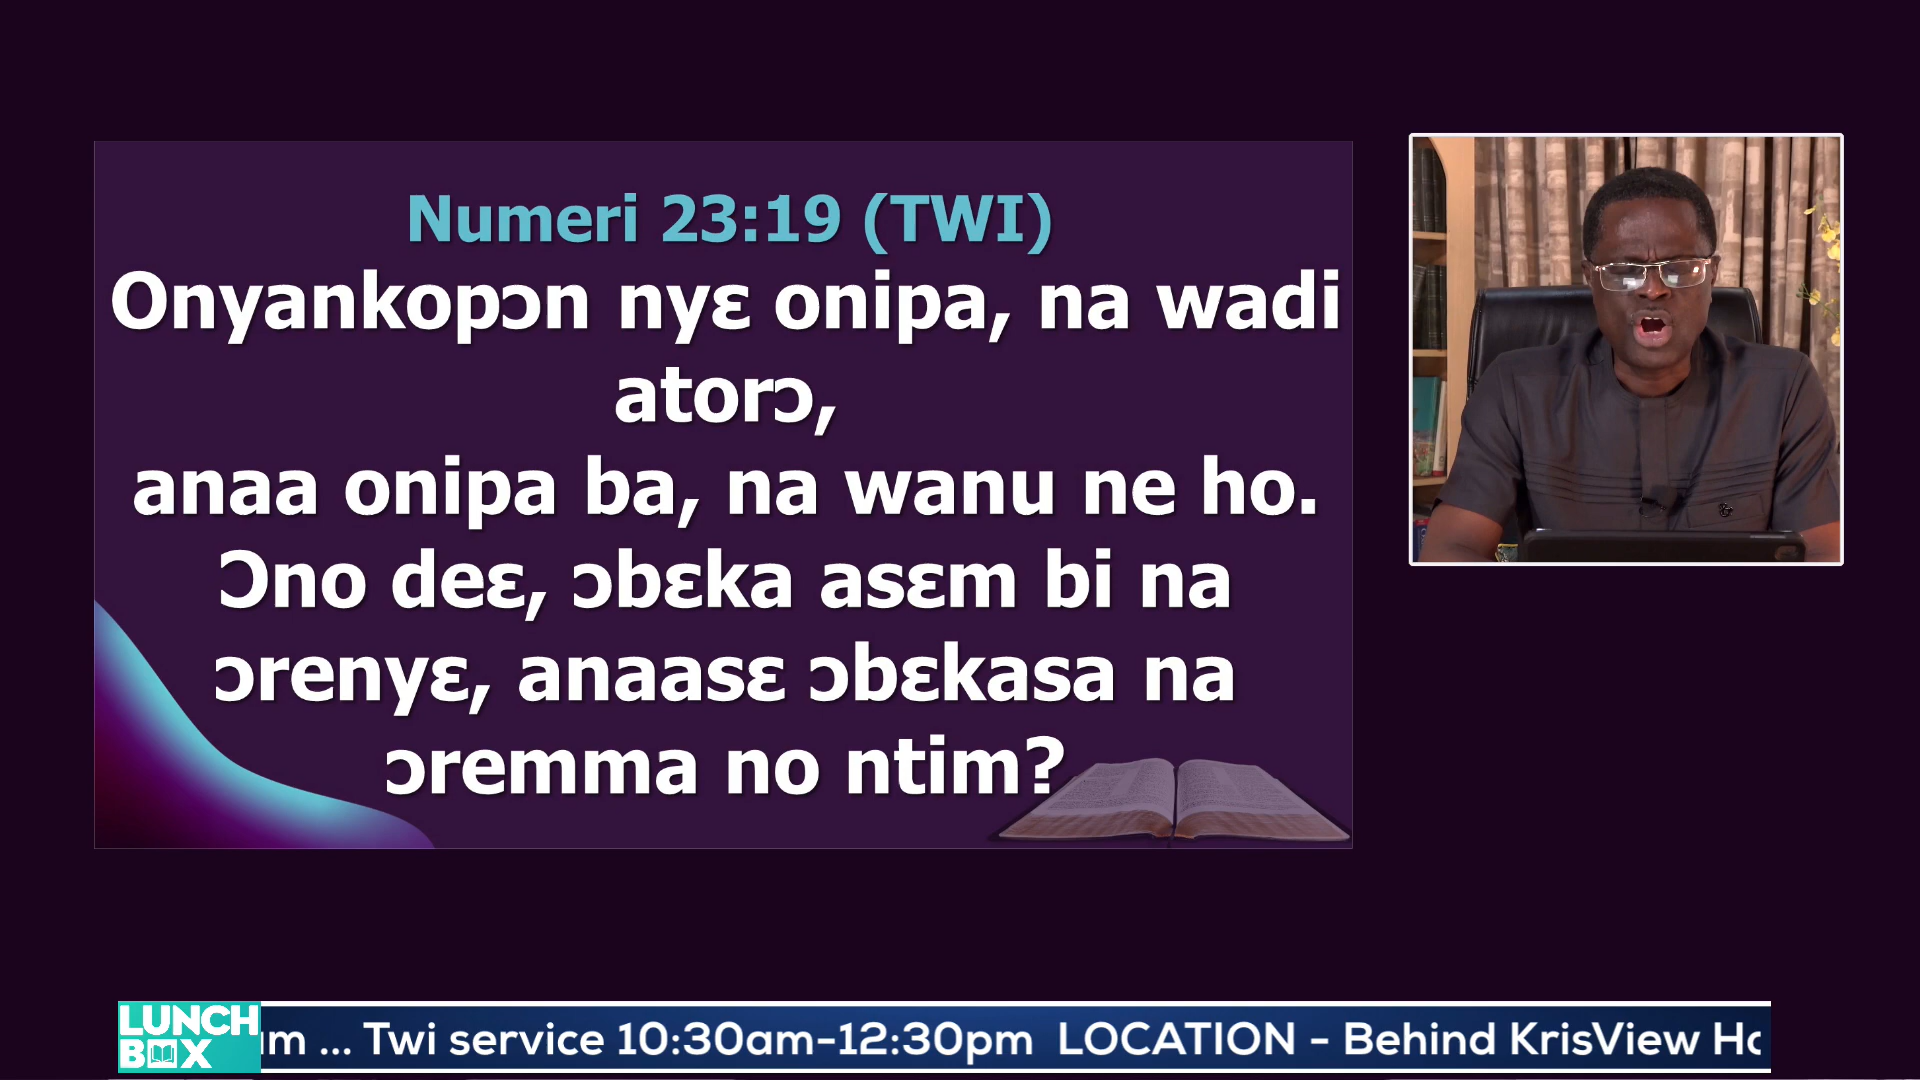 Numeri 23:19 (TWI)
Onyankopɔn nyɛ onipa, na wadi
atorɔ,
anaa onipa ba, na wanu ne ho.
Ɔno deɛ, ɔbɛka asɛm bi na
ɔrenyɛ, anaasɛ ɔbɛkasa na
ɔremma no ntim?
LUNCH
BOX
... Twi service 10:30am-12:30pm LOCATION - Behind KrisView